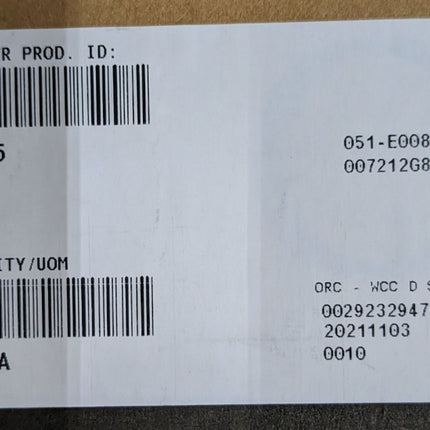 R PROD. ID:
5
051-E008
007212G8
ITY/UOM
ORC - WCC D S
0029232947
20211103
0010
A